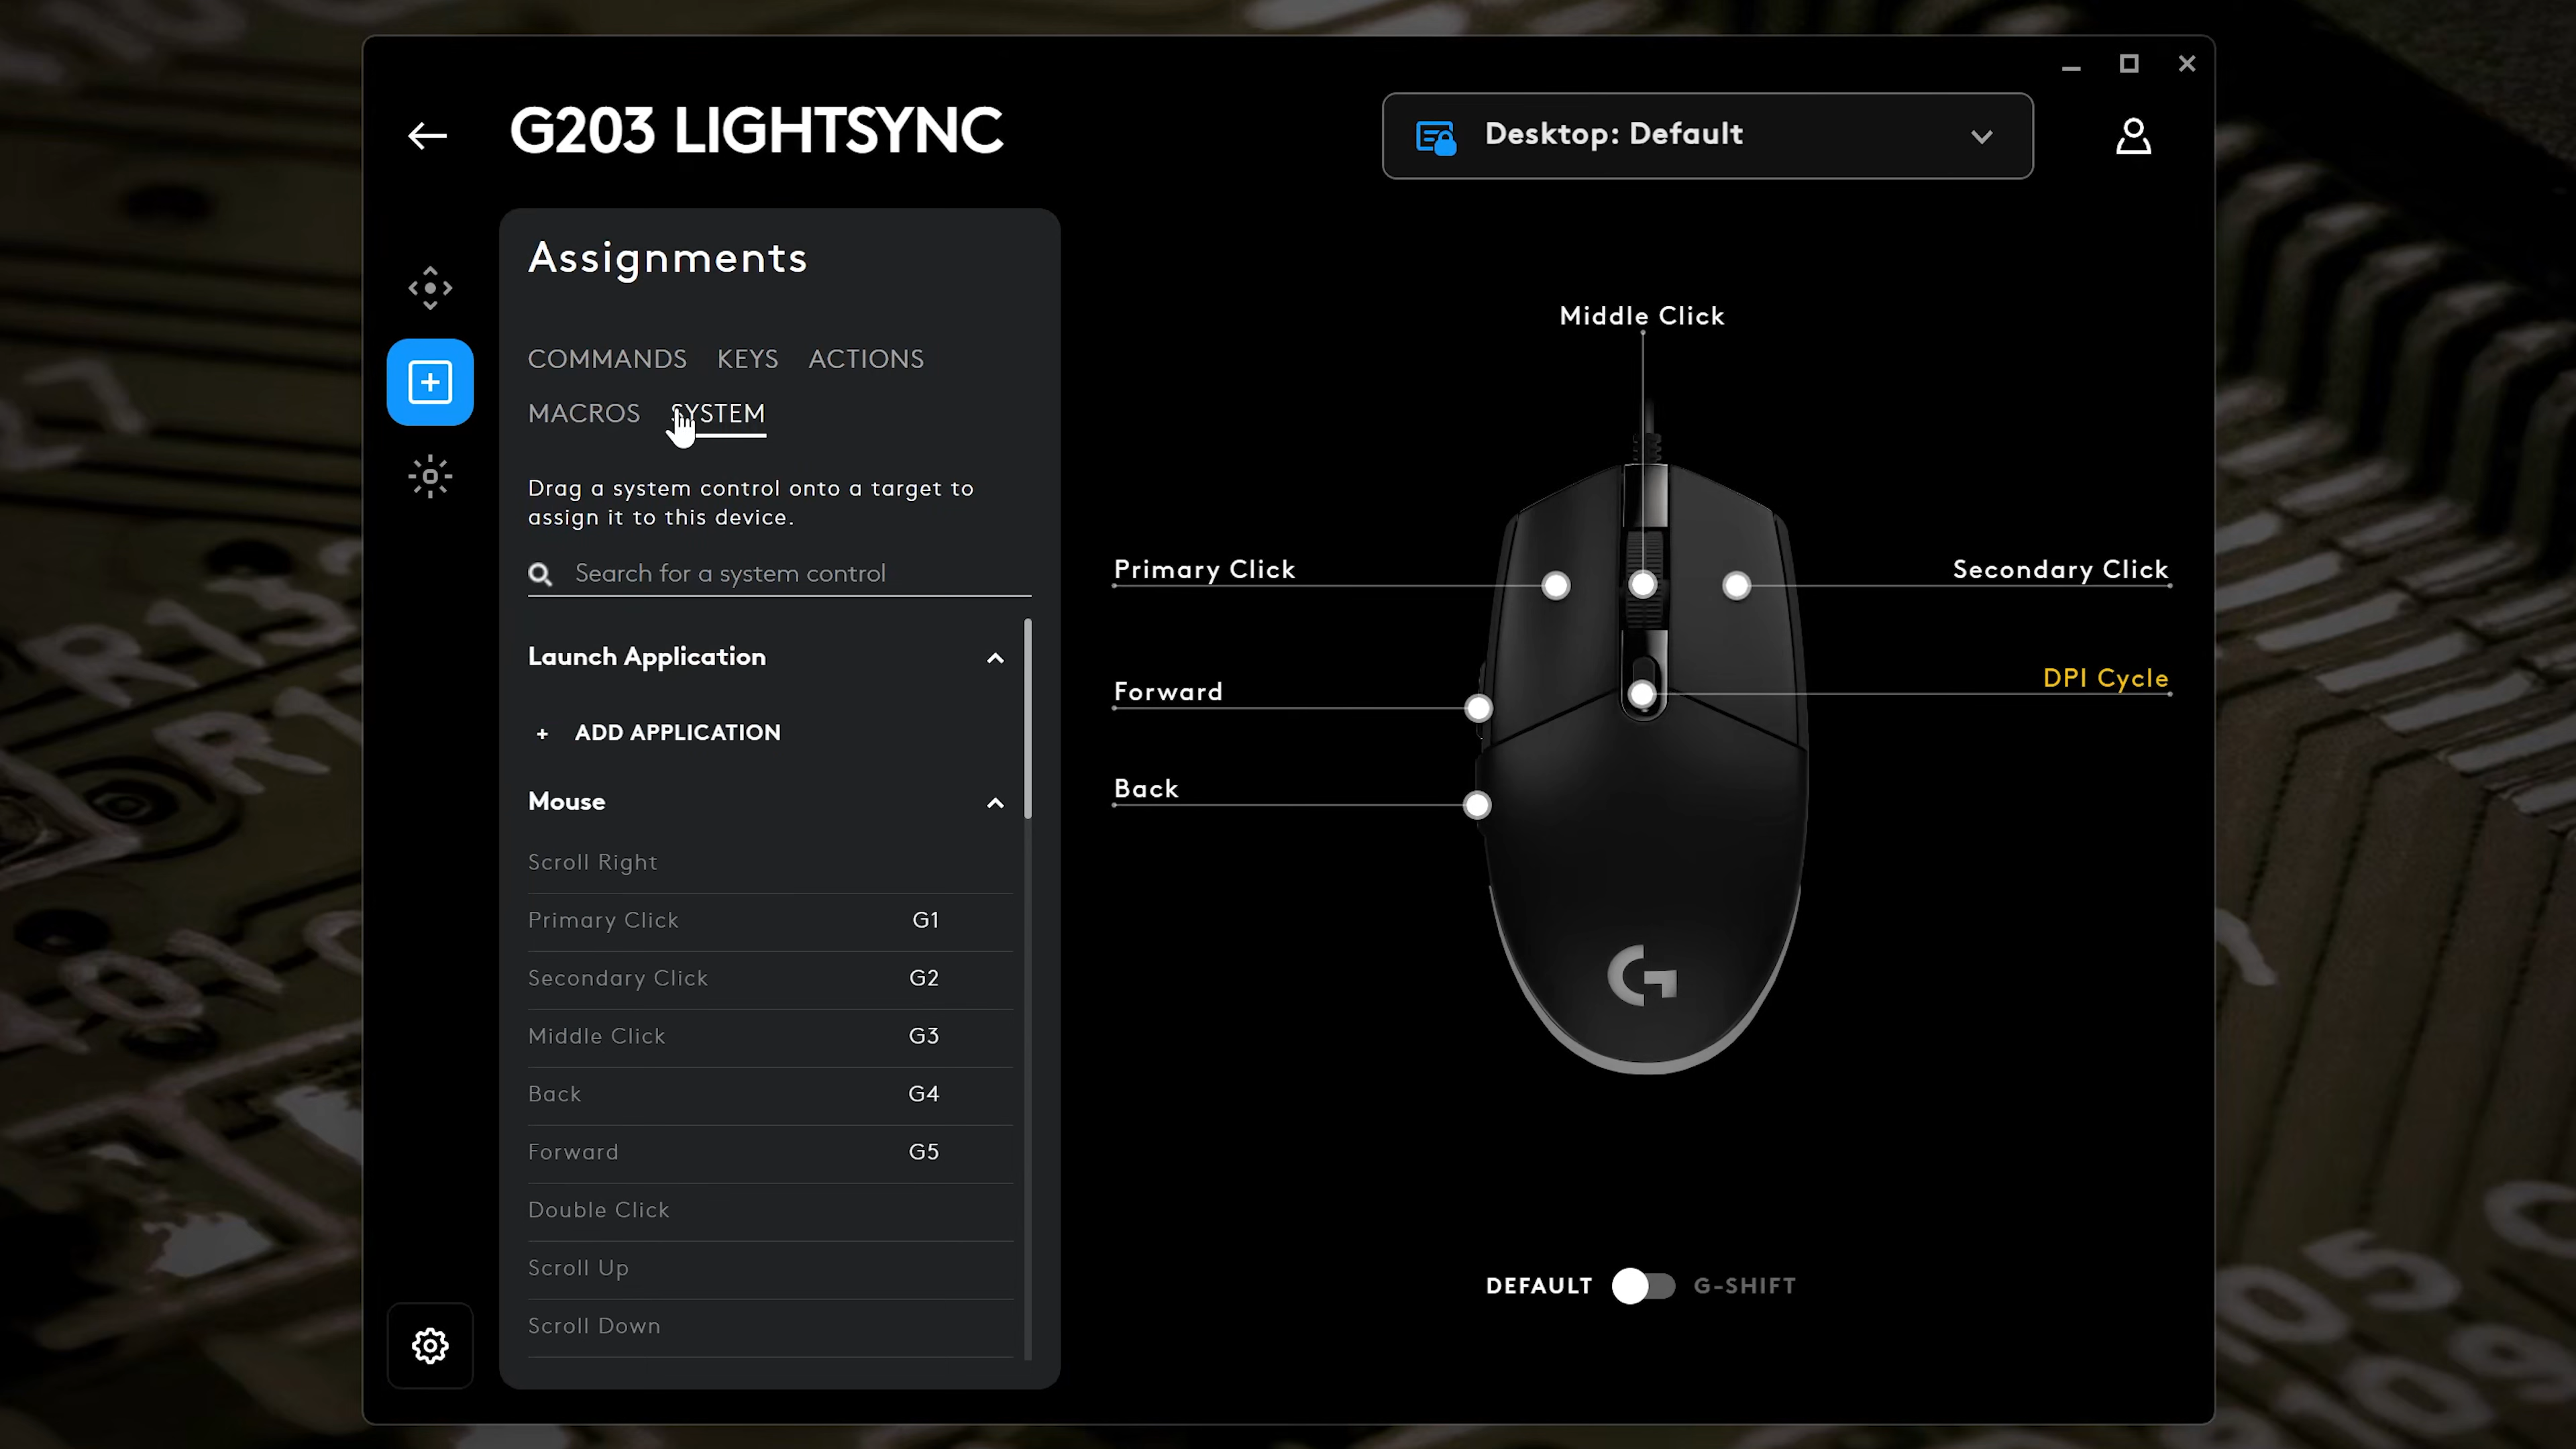 G203 LIGHTSYNC
Desktop: Default
Assignments
COMMANDS KEYS ACTIONS
MACROS SYSTEM
Drag a system control onto a target to
assign it to this device.
Search for a system control
Launch Application
+ ADD APPLICATION
Mouse
Scroll Right
Primary Click G1
Secondary Click G2
Middle Click G3
Back G4
Forward G5
Double Click
Scroll Up
Scroll Down
Middle Click
Primary Click
Secondary Click
Forward
DPI Cycle
Back
G
DEFAULT G-SHIFT